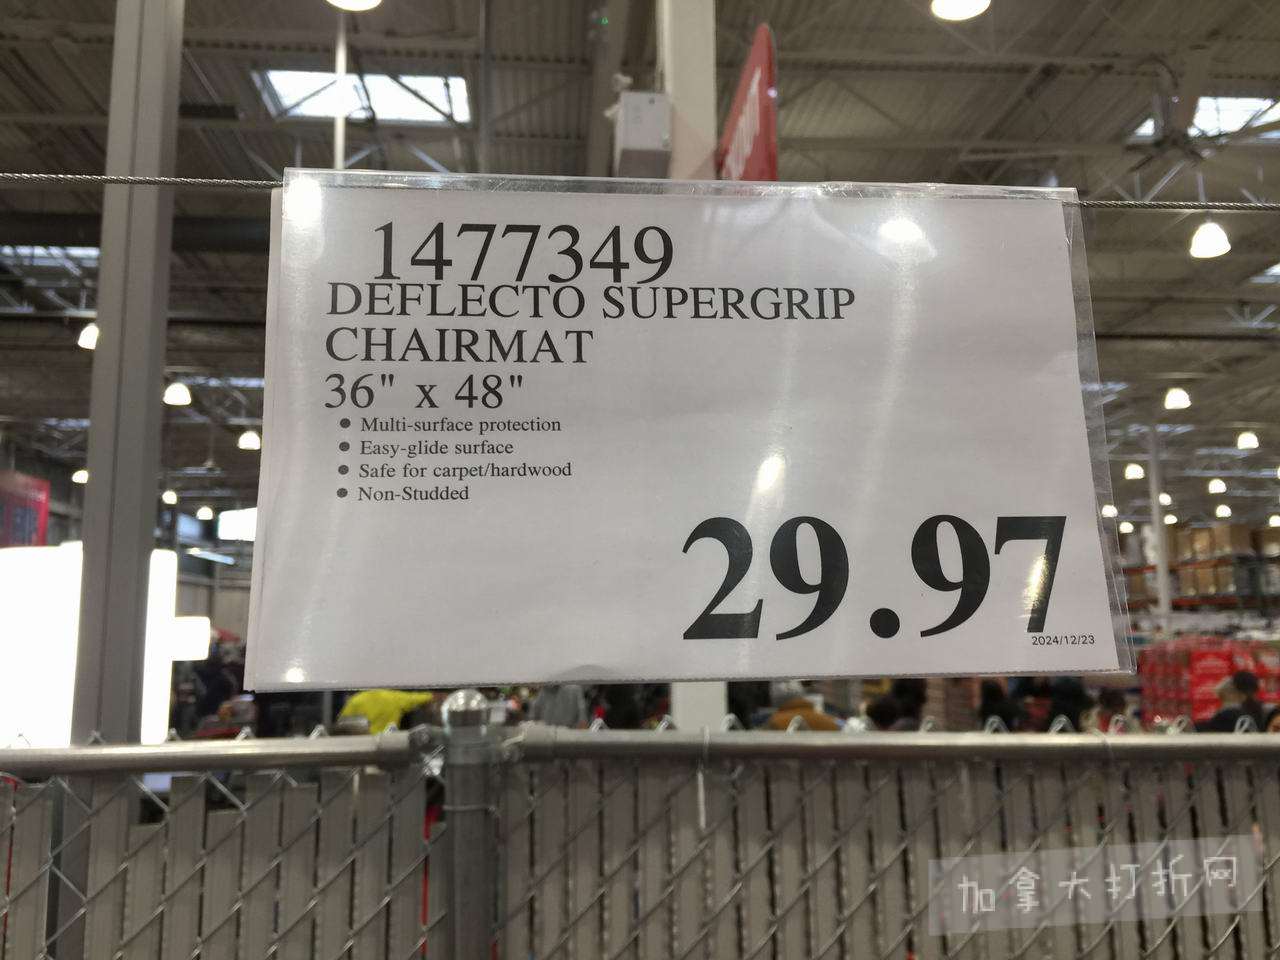 1477349
DEFLECTO SUPERGRIP
CHAIRMAT
36" x 48"
• Multi-surface protection
• Easy-glide surface
• Safe for carpet/hardwood
• Non-Studded
29.97
2024/12/23
加拿大打折网